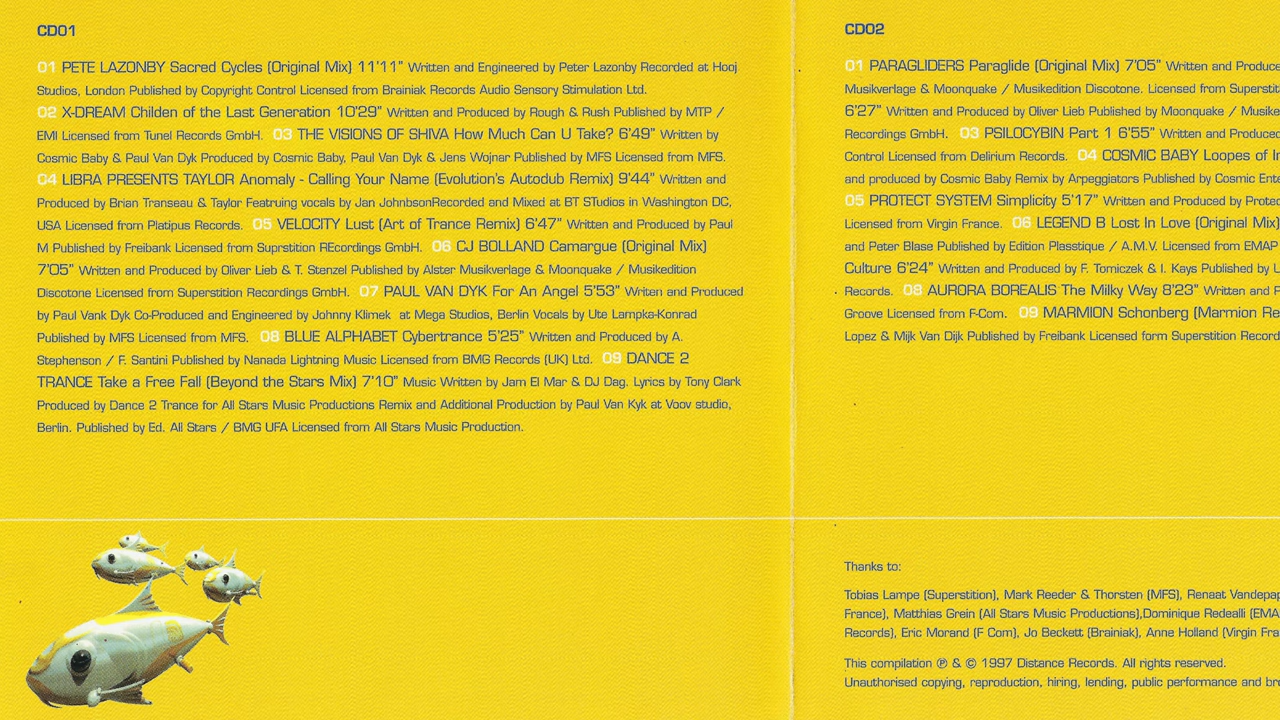 CD01
01 PETE LAZONBY Sacred Cycles (Original Mix) 11'11" Written and Engineered by Peter Lazonby Recorded at Hooj
Studios, London Published by Copyright Control Licensed from Brainiak Records Audio Sensory Stimulation Ltd.
02 X-DREAM Childen of the Last Generation 10'29" Written and Produced by Rough & Rush Published by MTP /
EMI Licensed from Tunel Records GmbH. 03 THE VISIONS OF SHIVA How Much Can U Take? 6'49" Written by
Cosmic Baby & Paul Van Dyk Produced by Cosmic Baby, Paul Van Dyk & Jens Wojnar Published by MFS Licensed from MFS.
04 LIBRA PRESENTS TAYLOR Anomaly - Calling Your Name (Evolution's Autodub Remix) 9'44" Written and
Produced by Brian Transeau & Taylor Featruing vocals by Jan JohnbsonRecorded and Mixed at BT STudios in Washington DC,
USA Licensed from Platipus Records. 05 VELOCITY Lust (Art of Trance Remix) 6'47" Written and Produced by Paul
M Published by Freibank Licensed from Suprstition REcordings GmbH. 06 CJ BOLLAND Camargue (Original Mix)
7'05" Written and Produced by Oliver Lieb & T. Stenzel Published by Alster Musikverlage & Moonquake / Musikedition
Discotone Licensed from Superstition Recordings GmbH. 07 PAUL VAN DYK For An Angel 5'53" Writen and Produced
by Paul Vank Dyk Co-Produced and Engineered by Johnny Klimek at Mega Studios, Berlin Vocals by Ute Lampka-Konrad
Published by MFS Licensed from MFS. 08 BLUE ALPHABET Cybertrance 5'25" Written and Produced by A.
Stephenson / F. Santini Published by Nanada Lightning Music Licensed from BMG Records (UK) Ltd. 09 DANCE 2
TRANCE Take a Free Fall (Beyond the Stars Mix) 7'10" Music Written by Jam El Mar & DJ Dag. Lyrics by Tony Clark
Produced by Dance 2 Trance for All Stars Music Productions Remix and Additional Production by Paul Van Kyk at Voov studio,
Berlin. Published by Ed. All Stars / BMG UFA Licensed from All Stars Music Production.
CD02
01 PARAGLIDERS Paraglide (Original Mix) 7'05" Written and Produce
Musikverlage & Moonquake / Musikedition Discotone. Licensed from Superstit
6'27" Written and Produced by Oliver Lieb Published by Moonquake / Musike
Recordings GmbH. 03 PSILOCYBIN Part 1 6'55" Written and Produced
Control Licensed from Delirium Records. 04 COSMIC BABY Loopes of In
and produced by Cosmic Baby Remix by Arpeggiators Published by Cosmic Ente
05 PROTECT SYSTEM Simplicity 5'17" Written and Produced by Protec
Licensed from Virgin France. 06 LEGEND B Lost In Love (Original Mix)
and Peter Blase Published by Edition Plasstique / A.M.V. Licensed from EMAP
Culture 6'24" Written and Produced by F. Tomiczek & I. Kays Published by L
Records. 08 AURORA BOREALIS The Milky Way 8'23" Written and P
Groove Licensed from F-Com. 09 MARMION Schonberg (Marmion Re
Lopez & Mijk Van Dijk Published by Freibank Licensed form Superstition Record
Thanks to:
Tobias Lampe (Superstition), Mark Reeder & Thorsten (MFS), Renaat Vandepap
France), Matthias Grein (All Stars Music Productions),Dominique Redealli (EMA
Records), Eric Morand (F Com), Jo Beckett (Brainiak), Anne Holland (Virgin Fra
This compilation ℗ & © 1997 Distance Records. All rights reserved.
Unauthorised copying, reproduction, hiring, lending, public performance and bro